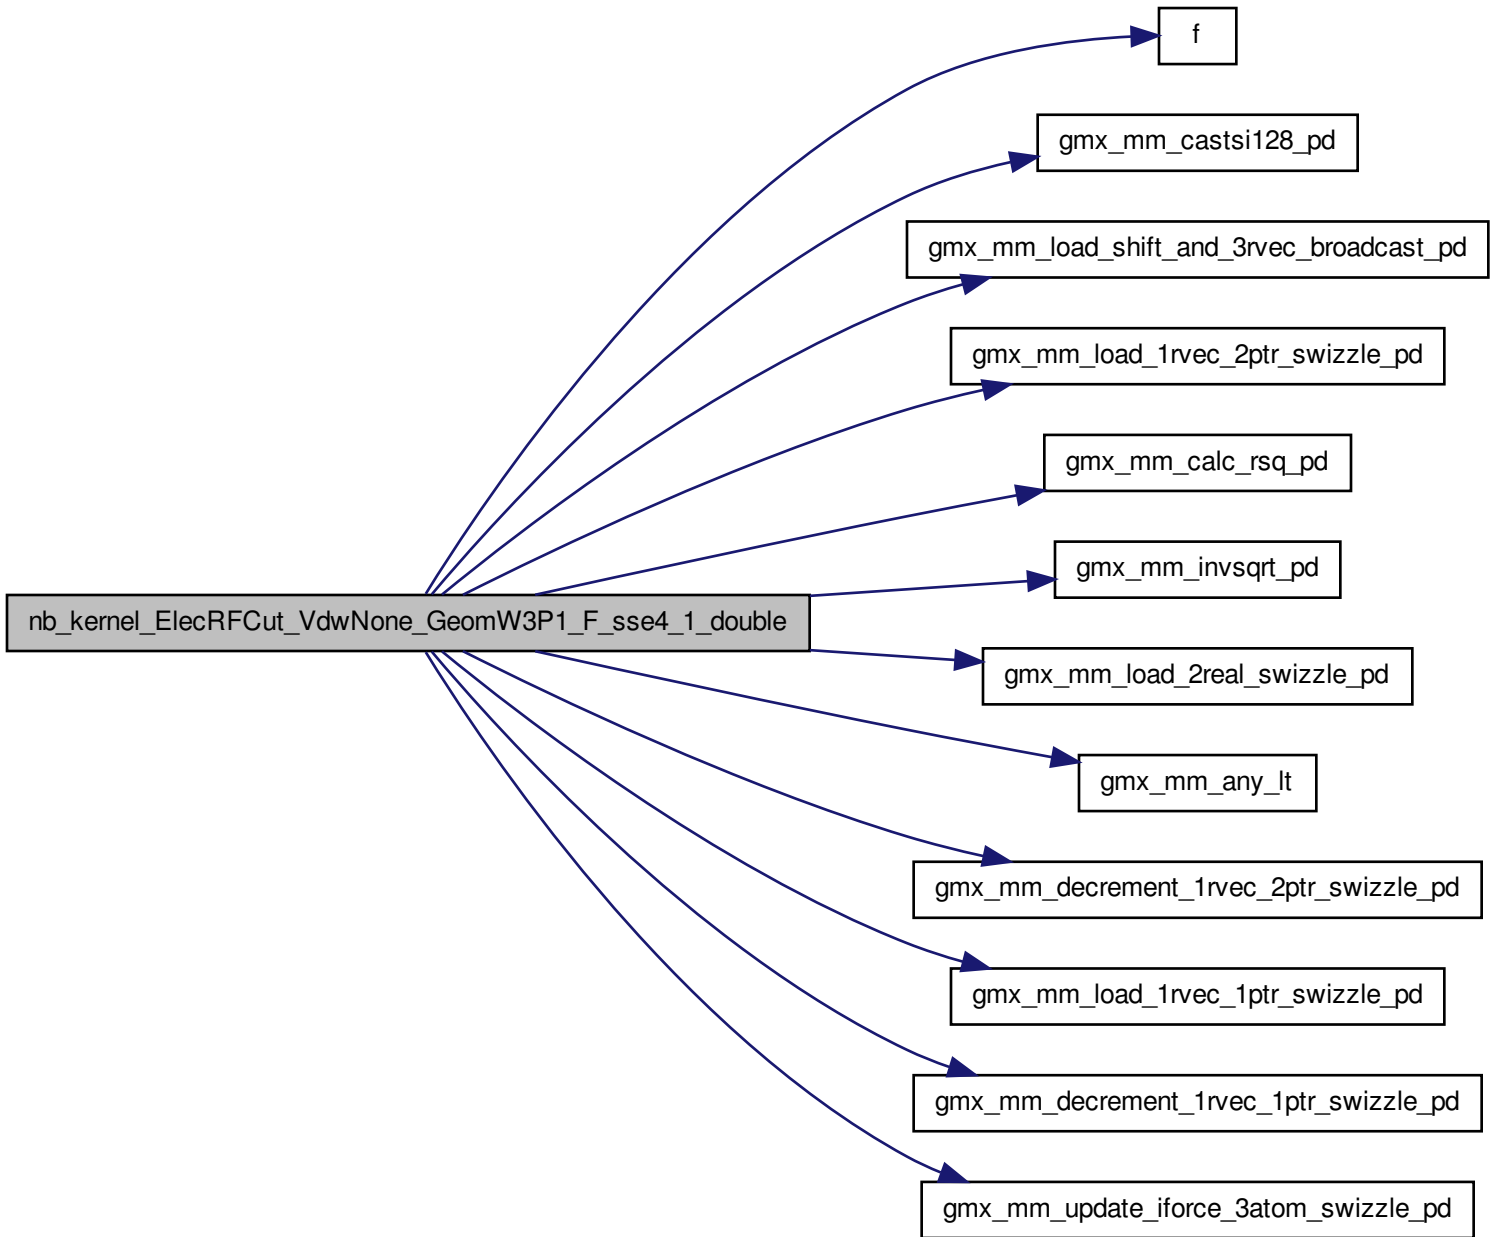 f
gmx_mm_castsi128_pd
gmx_mm_load_shift_and_3rvec_broadcast_pd
gmx_mm_load_1rvec_2ptr_swizzle_pd
gmx_mm_calc_rsq_pd
gmx_mm_invsqrt_pd
nb_kernel_ElecRFCut_VdwNone_GeomW3P1_F_sse4_1_double
gmx_mm_load_2real_swizzle_pd
gmx_mm_any_lt
gmx_mm_decrement_1rvec_2ptr_swizzle_pd
gmx_mm_load_1rvec_1ptr_swizzle_pd
gmx_mm_decrement_1rvec_1ptr_swizzle_pd
gmx_mm_update_iforce_3atom_swizzle_pd